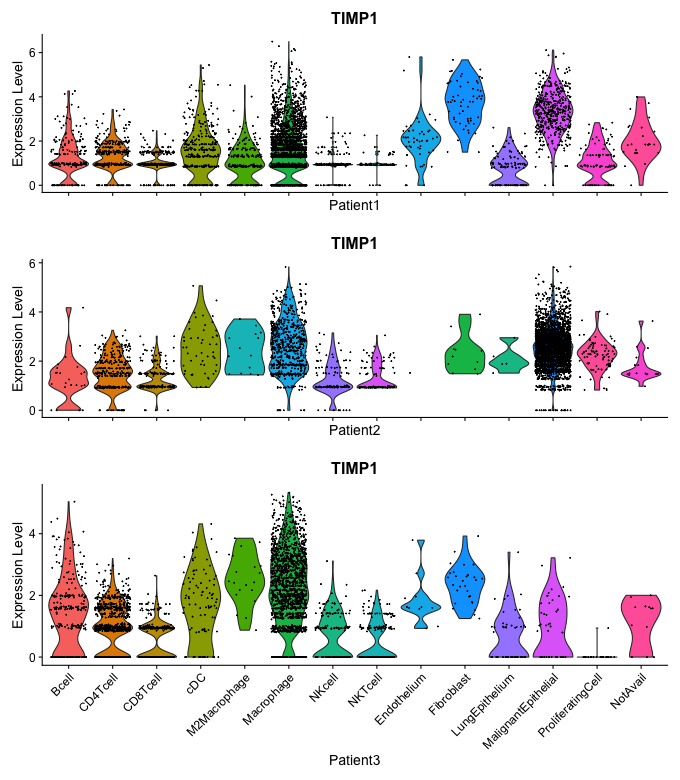 TIMP1
Expression Level
6
4
2
0
Patient1
TIMP1
Expression Level
6
4
2
0
Patient2
TIMP1
Expression Level
4
2
0
Bcell
CD4Tcell
CD8Tcell
cDC
M2Macrophage
Macrophage
NKcell
NKTcell
Endothelium
Fibroblast
LungEpithelium
MalignantEpithelial
ProliferatingCell
NotAvail
Patient3